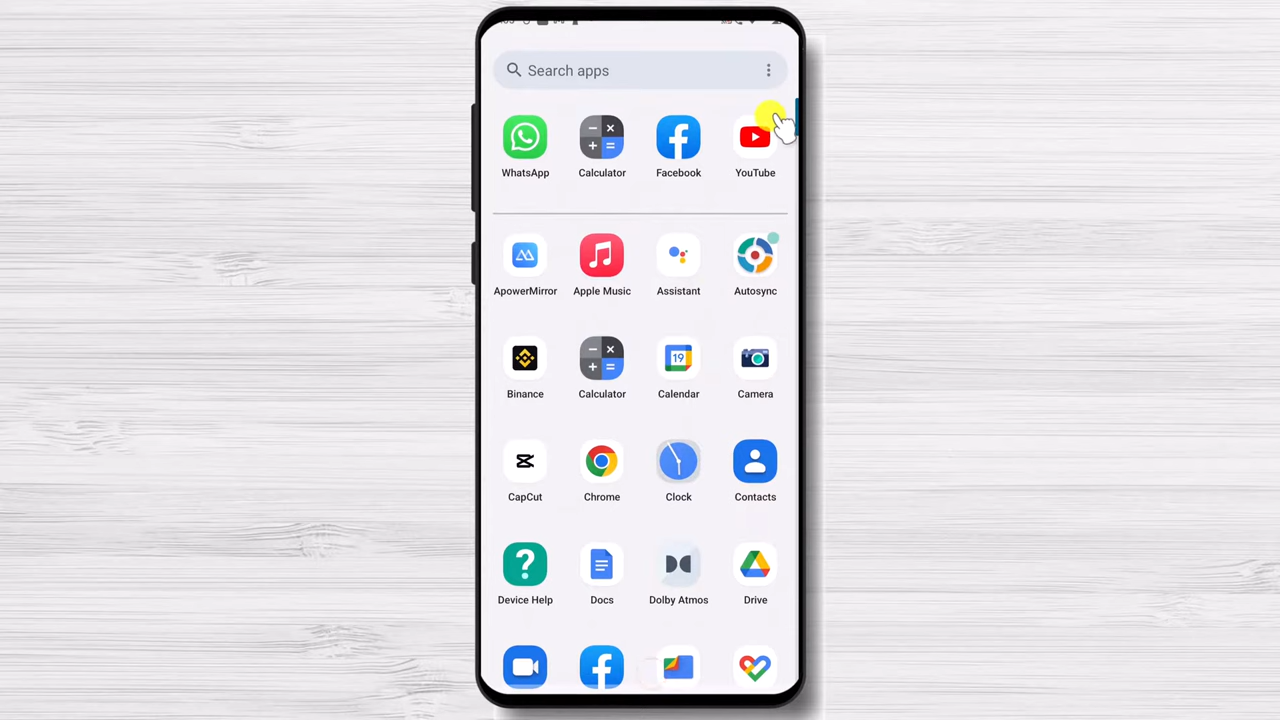 Search apps
WhatsApp Calculator Facebook YouTube
ApowerMirror Apple Music Assistant Autosync
19
Binance Calculator Calendar Camera
CapCut Chrome Clock Contacts
Device Help Docs Dolby Atmos Drive